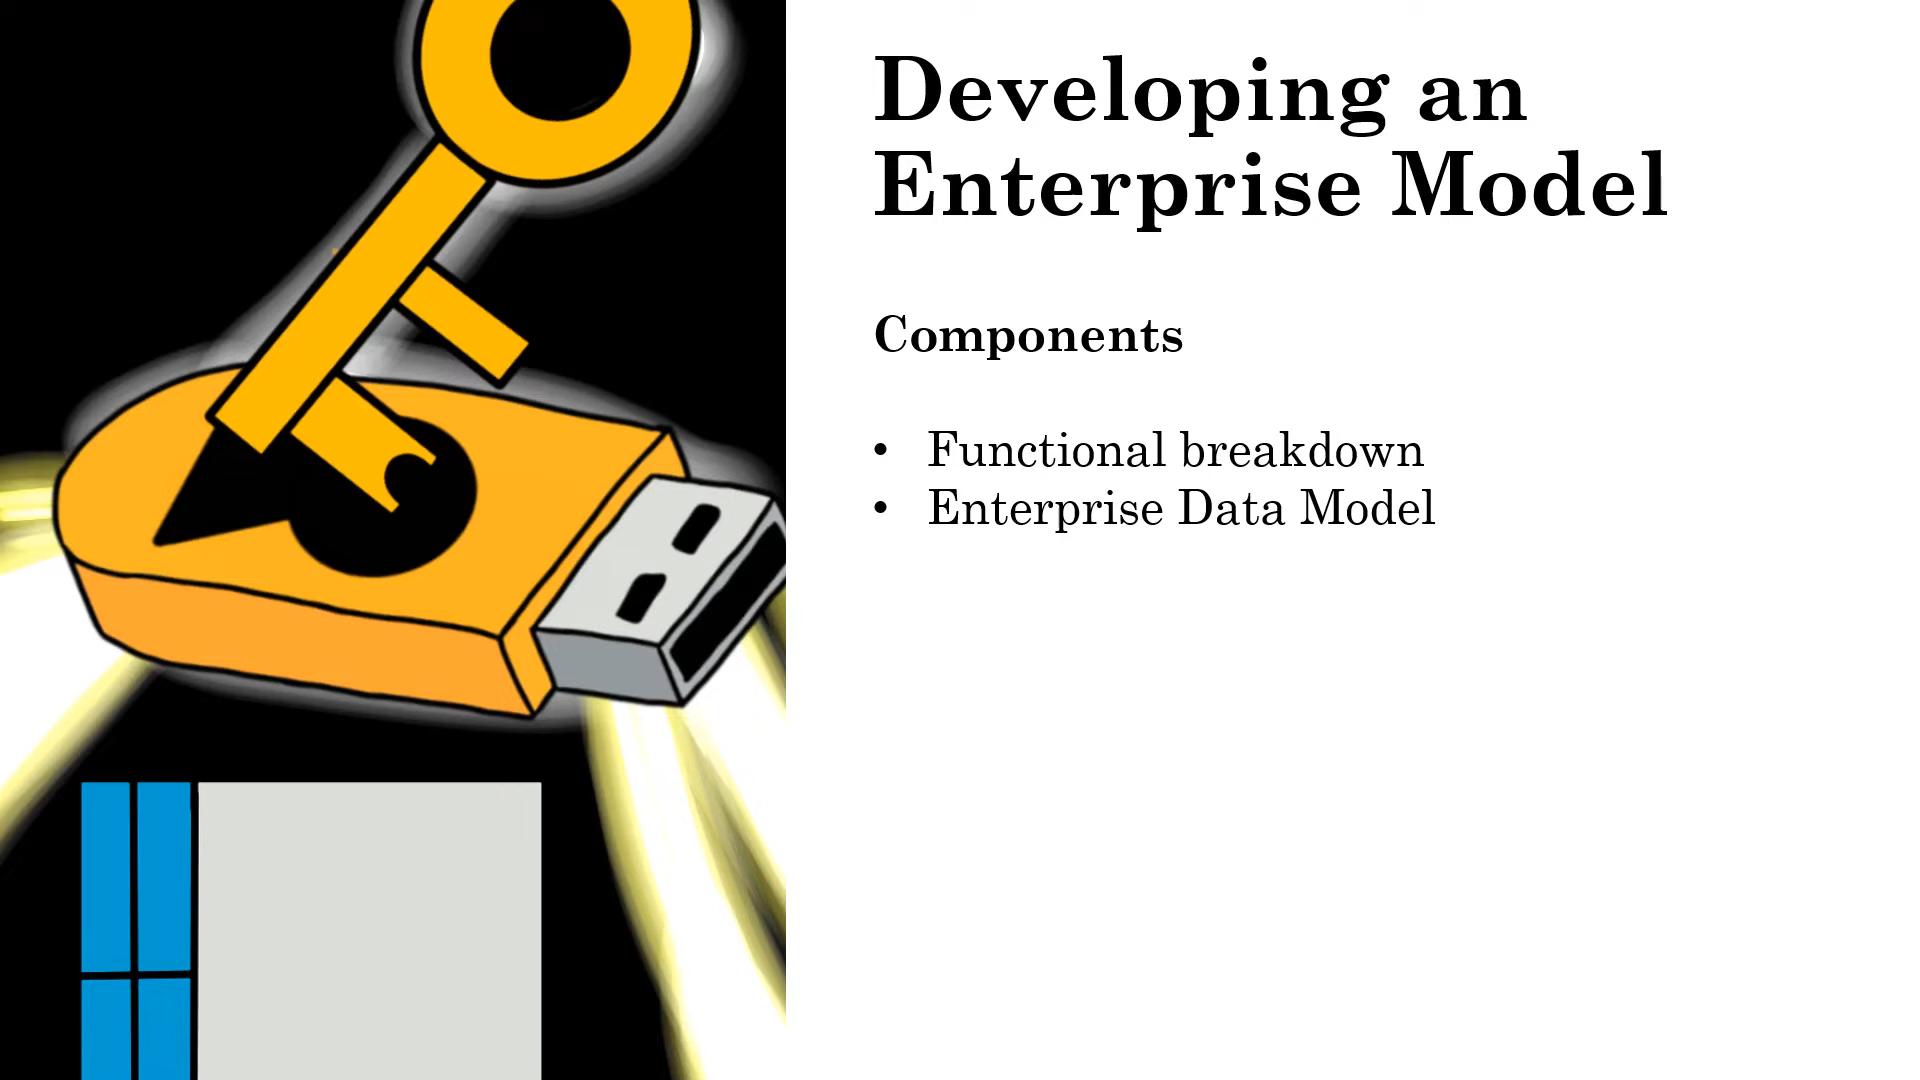 Developing an
Enterprise Model
Components
• Functional breakdown
• Enterprise Data Model